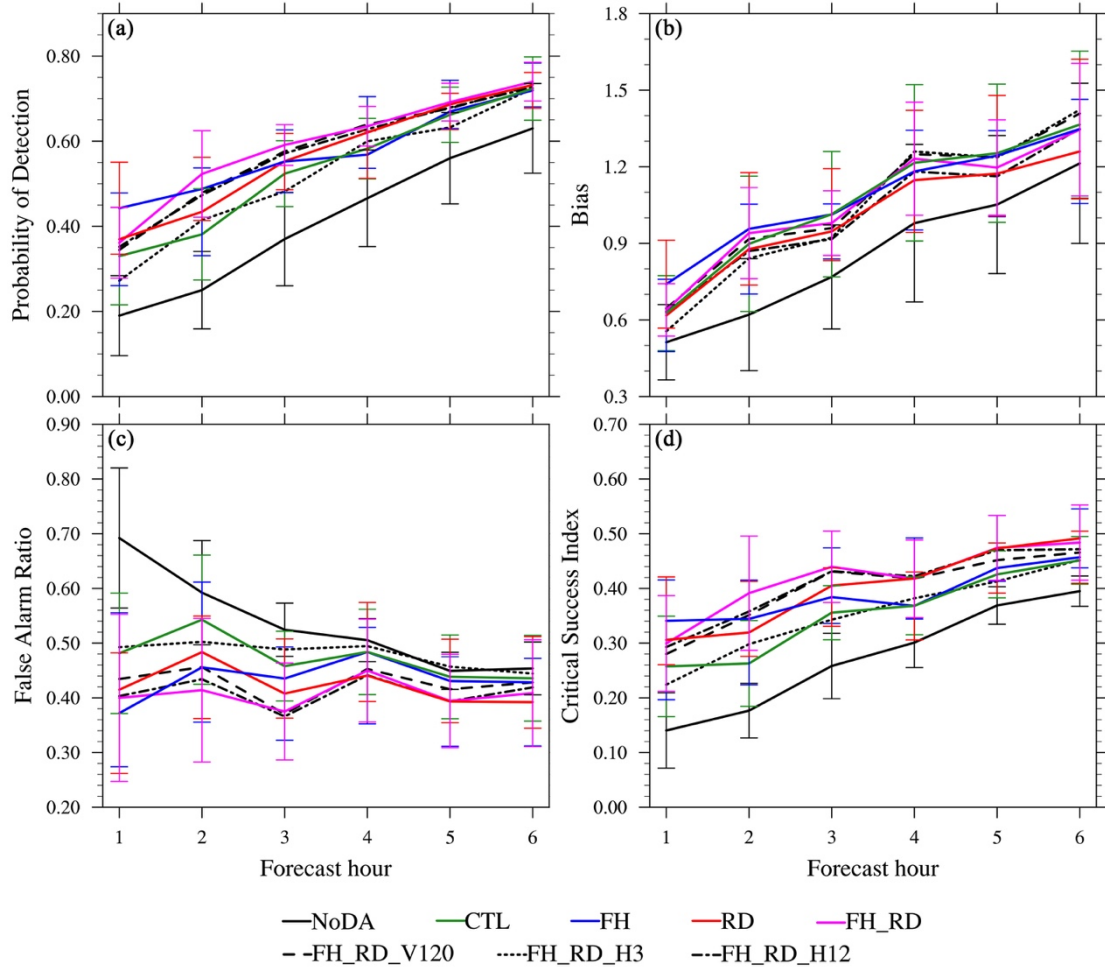 (a)
(b)
Probability of Detection
0.80
0.60
0.40
0.20
0.00
Bias
1.8
1.5
1.2
0.9
0.6
0.3
(c)
(d)
False Alarm Ratio
0.90
0.80
0.70
0.60
0.50
0.40
0.30
0.20
Critical Success Index
0.70
0.60
0.50
0.40
0.30
0.20
0.10
0.00
1 2 3 4 5 6
1 2 3 4 5 6
Forecast hour
Forecast hour
NoDA CTL FH RD FH_RD
FH_RD_V120 FH_RD_H3 FH_RD_H12